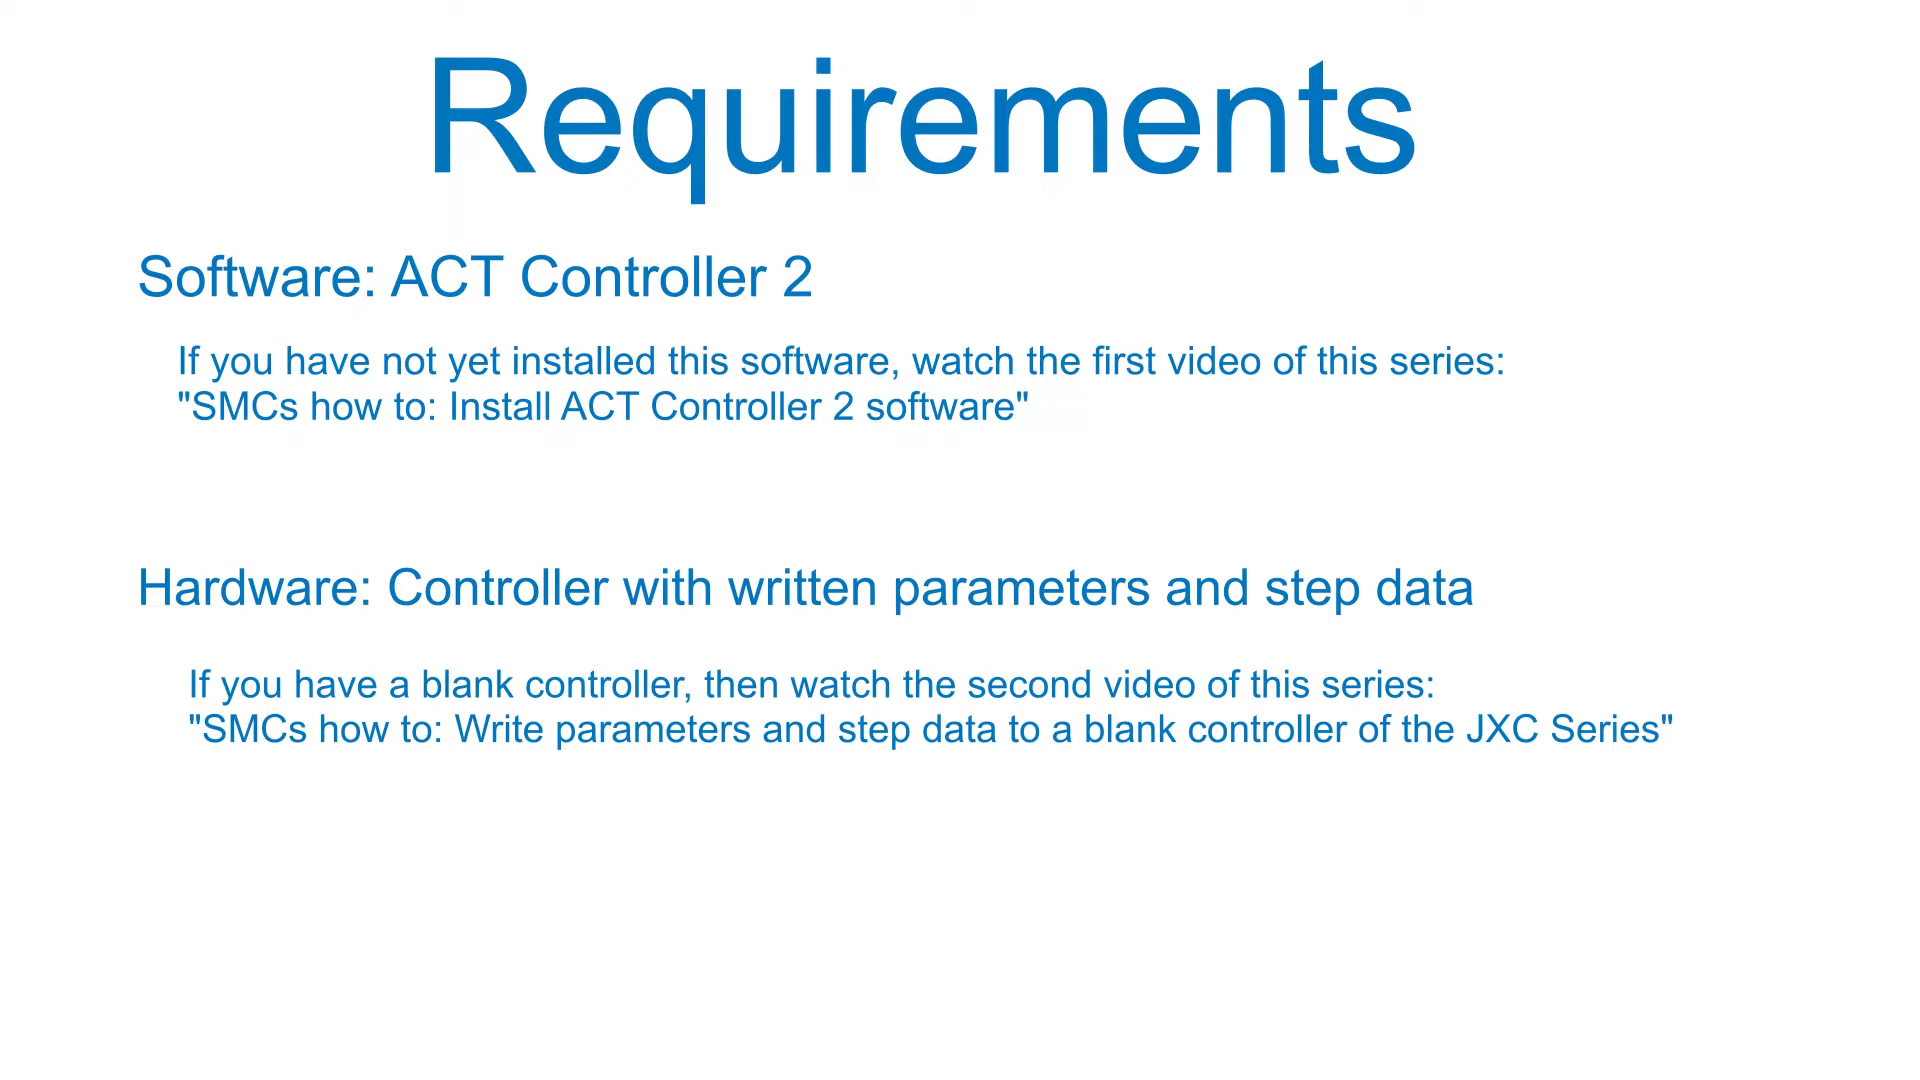 Requirements
Software: ACT Controller 2
If you have not yet installed this software, watch the first video of this series:
"SMCs how to: Install ACT Controller 2 software"
Hardware: Controller with written parameters and step data
If you have a blank controller, then watch the second video of this series:
"SMCs how to: Write parameters and step data to a blank controller of the JXC Series"